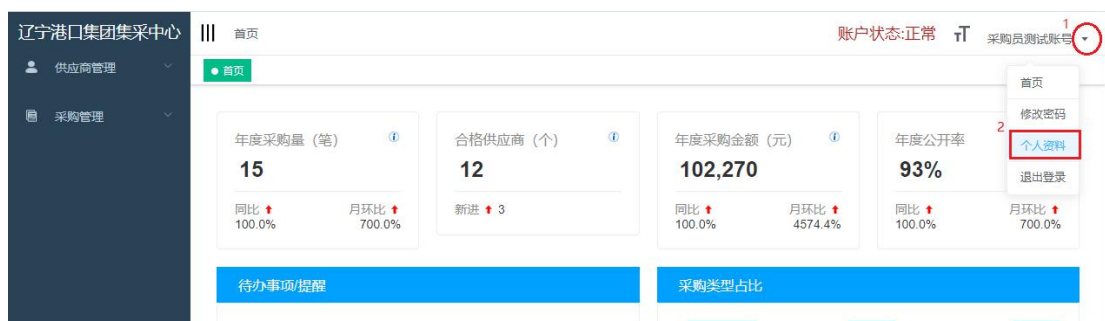 辽宁港口集团集采中心
首页
账户状态:正常
采购员测试账号
1
供应商管理
首页
首页
采购管理
修改密码
2
个人资料
退出登录
年度采购量（笔）
合格供应商（个）
年度采购金额（元）
年度公开率
15
12
102,270
93%
同比
月环比
新进 3
同比
月环比
同比
月环比
100.0%
700.0%
100.0%
4574.4%
100.0%
700.0%
待办事项/提醒
采购类型占比